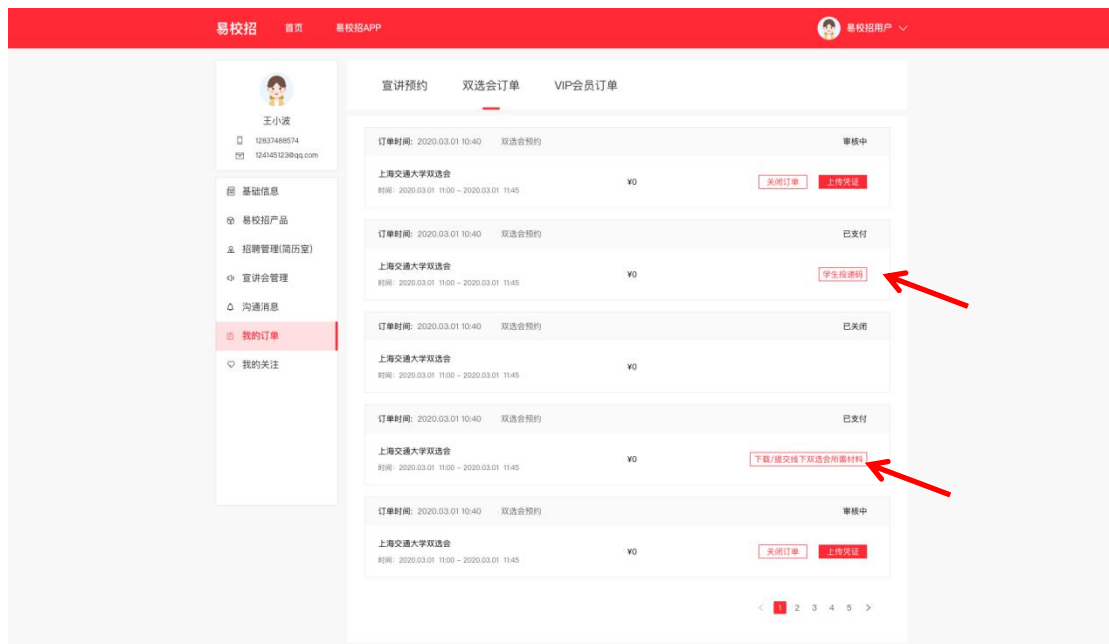 易校招 首页 易校招APP 易校招用户
王小波
12837488574
124145123@qq.com
基础信息
易校招产品
招聘管理(简历室)
宣讲会管理
沟通消息
我的订单
我的关注
宣讲预约 双选会订单 VIP会员订单
订单时间: 2020.03.01 10:40 双选会预约 审核中
上海交通大学双选会
时间: 2020.03.01 11:00 ~ 2020.03.01 11:45
¥0 关闭订单 上传凭证
订单时间: 2020.03.01 10:40 双选会预约 已支付
上海交通大学双选会
时间: 2020.03.01 11:00 ~ 2020.03.01 11:45
¥0 学生投递码
订单时间: 2020.03.01 10:40 双选会预约 已关闭
上海交通大学双选会
时间: 2020.03.01 11:00 ~ 2020.03.01 11:45
¥0
订单时间: 2020.03.01 10:40 双选会预约 已支付
上海交通大学双选会
时间: 2020.03.01 11:00 ~ 2020.03.01 11:45
¥0 下载/提交线下双选会所需材料
订单时间: 2020.03.01 10:40 双选会预约 审核中
上海交通大学双选会
时间: 2020.03.01 11:00 ~ 2020.03.01 11:45
¥0 关闭订单 上传凭证
< 1 2 3 4 5 >